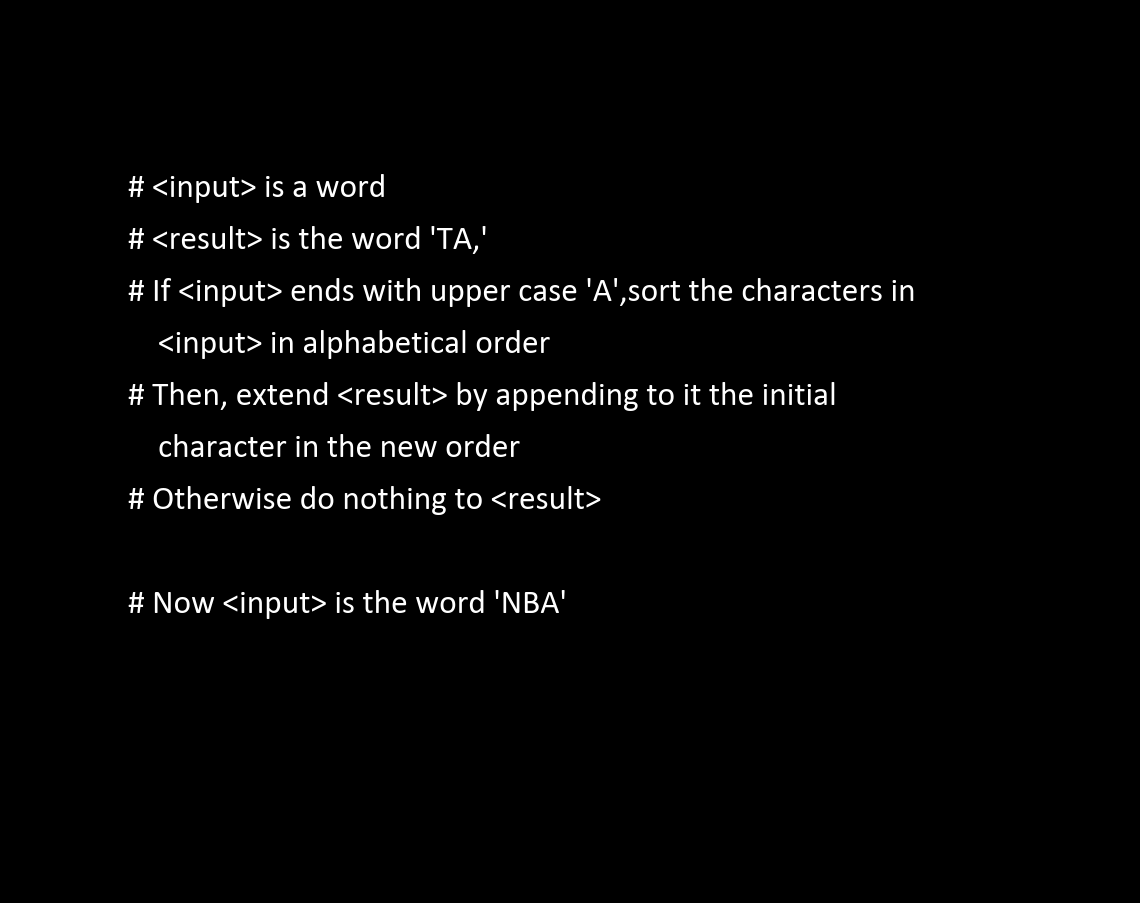 # <input> is a word
# <result> is the word 'TA,'
# If <input> ends with upper case 'A',sort the characters in
<input> in alphabetical order
# Then, extend <result> by appending to it the initial
character in the new order
# Otherwise do nothing to <result>
# Now <input> is the word 'NBA'